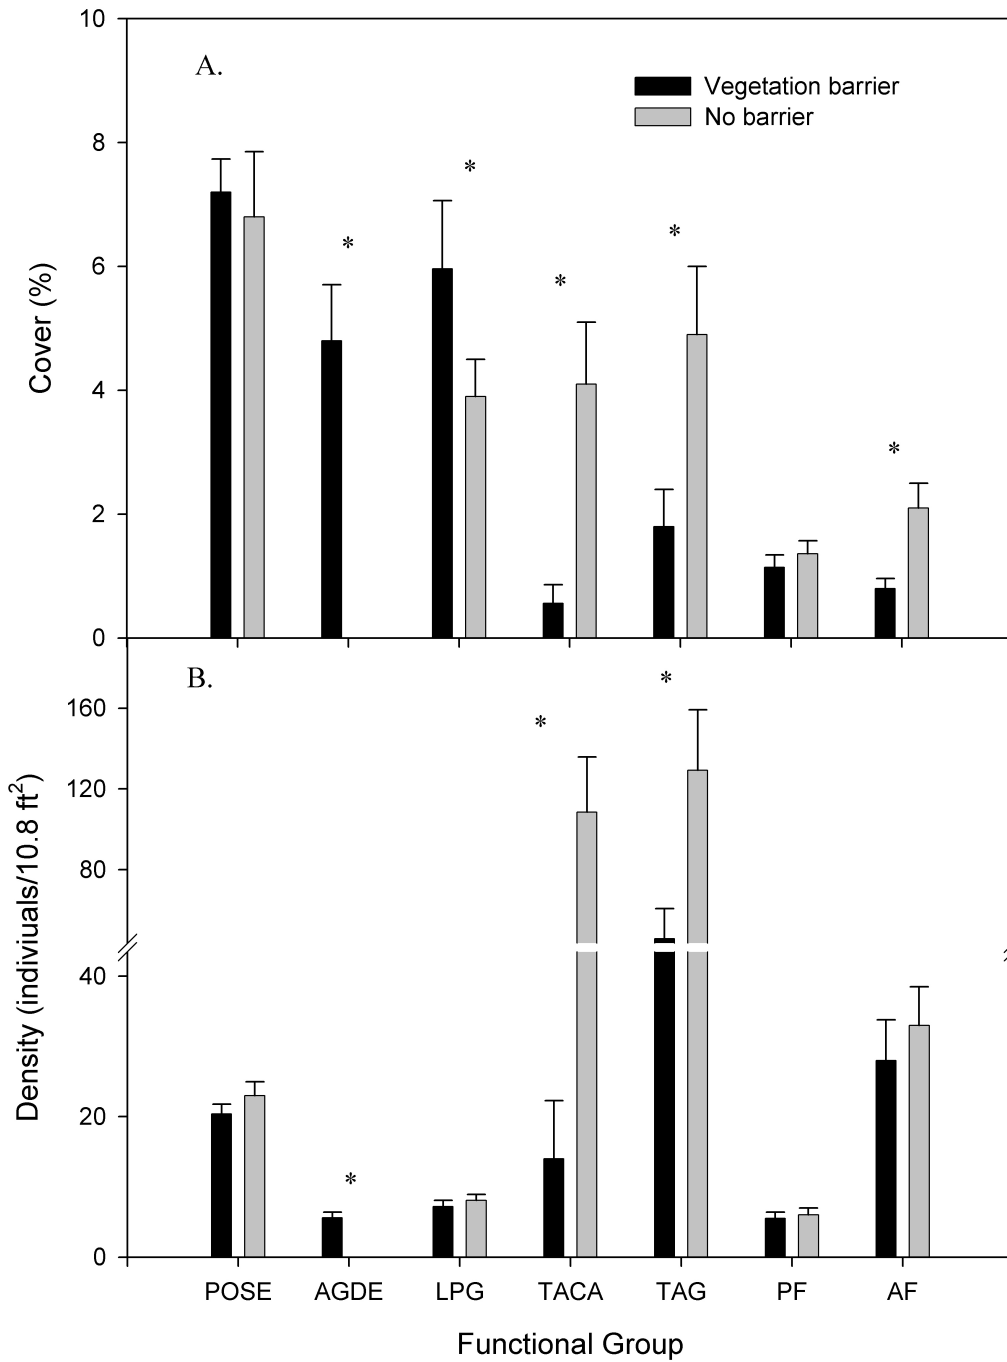 10
A.
Vegetation barrier
No barrier
8
*
*
*
6
*
Cover (%)
4
*
2
0
B.
*
160
*
120
80
Density (indiviuals/10.8 ft²)
40
20
*
0
POSE AGDE LPG TACA TAG PF AF
Functional Group